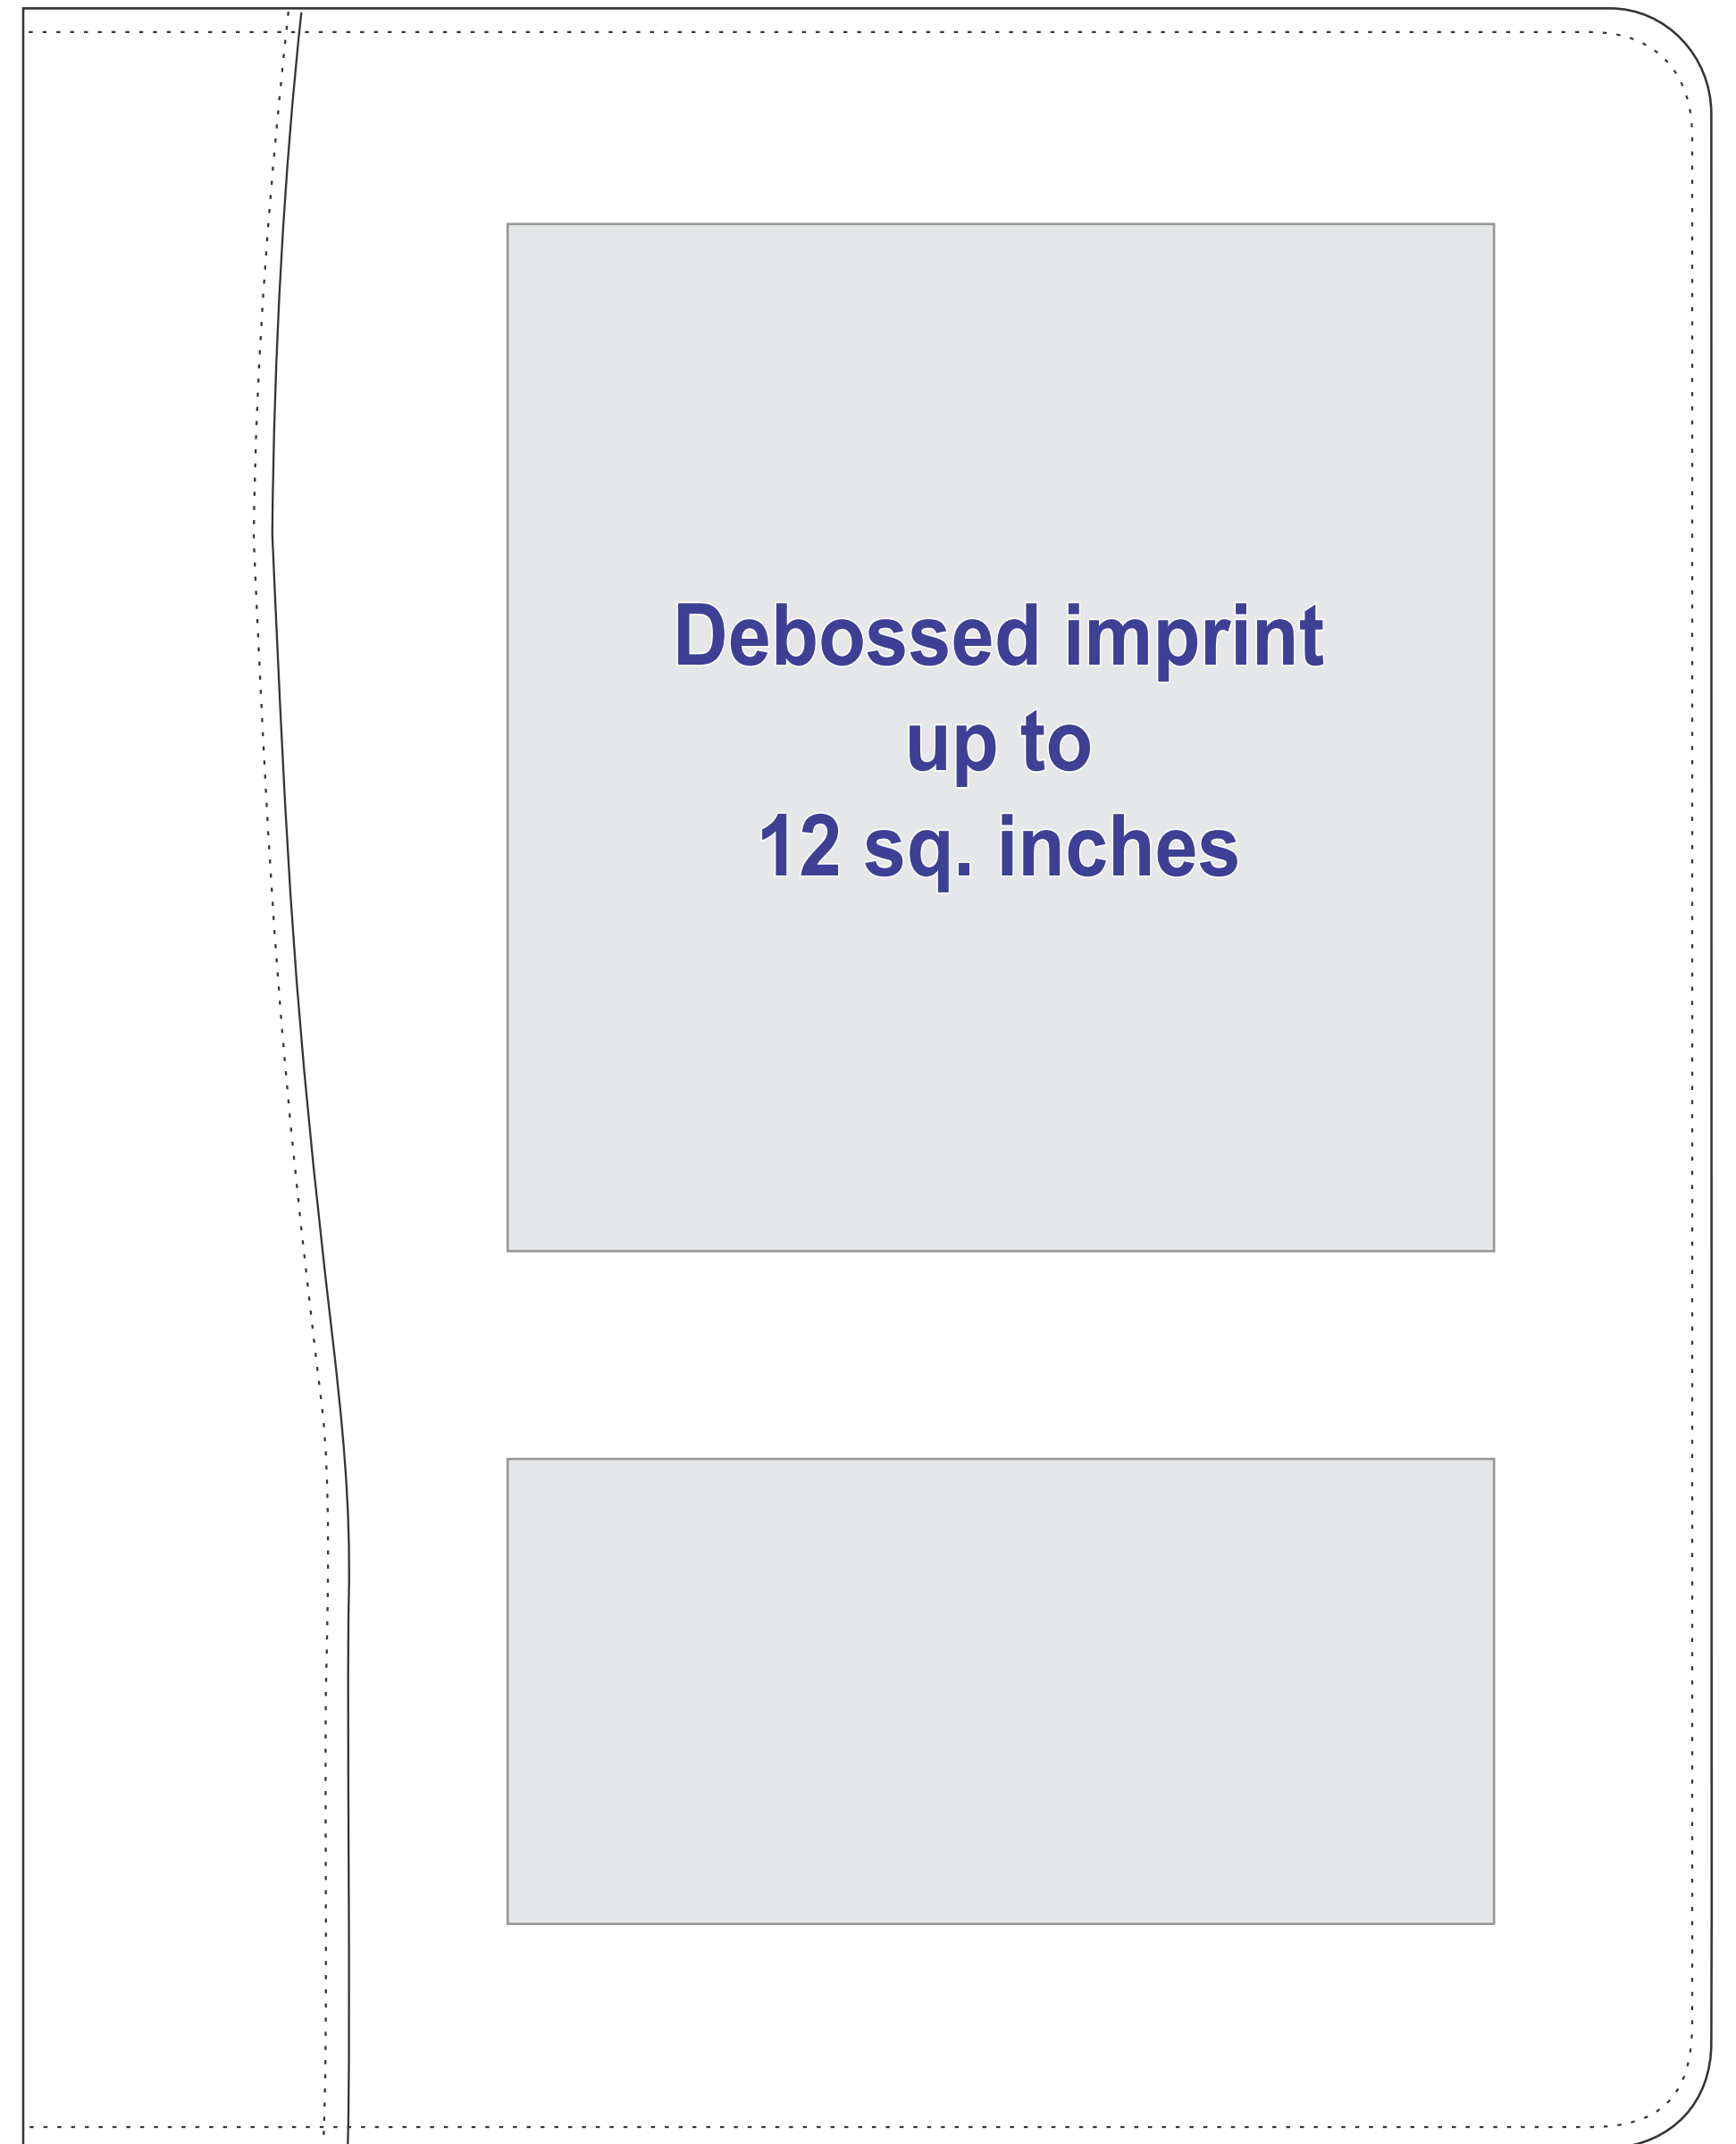 Debossed imprint
up to
12 sq. inches